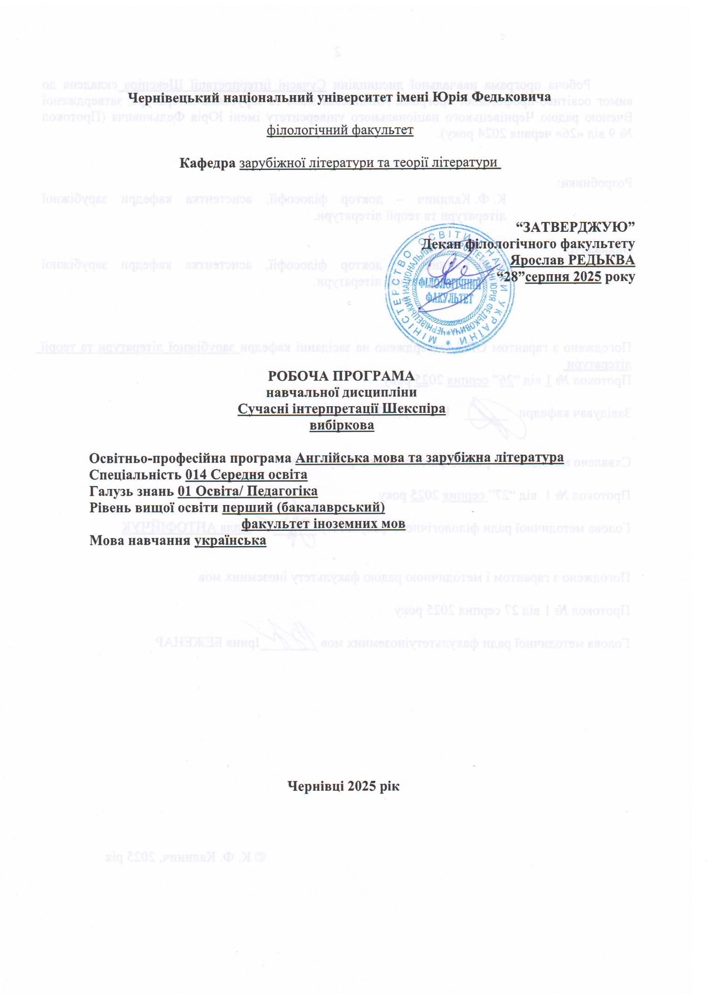 Чернівецький національний університет імені Юрія Федьковича
філологічний факультет
Кафедра зарубіжної літератури та теорії літератури
“ЗАТВЕРДЖУЮ”
Декан філологічного факультету
Ярослав РЕДЬКВА
“28”серпня 2025 року
МІНІСТЕРСТВО ОСВІТИ І НАУКИ УКРАЇНИ *
ЧЕРНІВЕЦЬКИЙ НАЦІОНАЛЬНИЙ УНІВЕРСИТЕТ ІМЕНІ ЮРІЯ ФЕДЬКОВИЧА*
ФІЛОЛОГІЧНИЙ
ФАКУЛЬТЕТ
РОБОЧА ПРОГРАМА
навчальної дисципліни
Сучасні інтерпретації Шекспіра
вибіркова
Освітньо-професійна програма Англійська мова та зарубіжна література
Спеціальність 014 Середня освіта
Галузь знань 01 Освіта/ Педагогіка
Рівень вищої освіти перший (бакалаврський)
факультет іноземних мов
Мова навчання українська
Чернівці 2025 рік